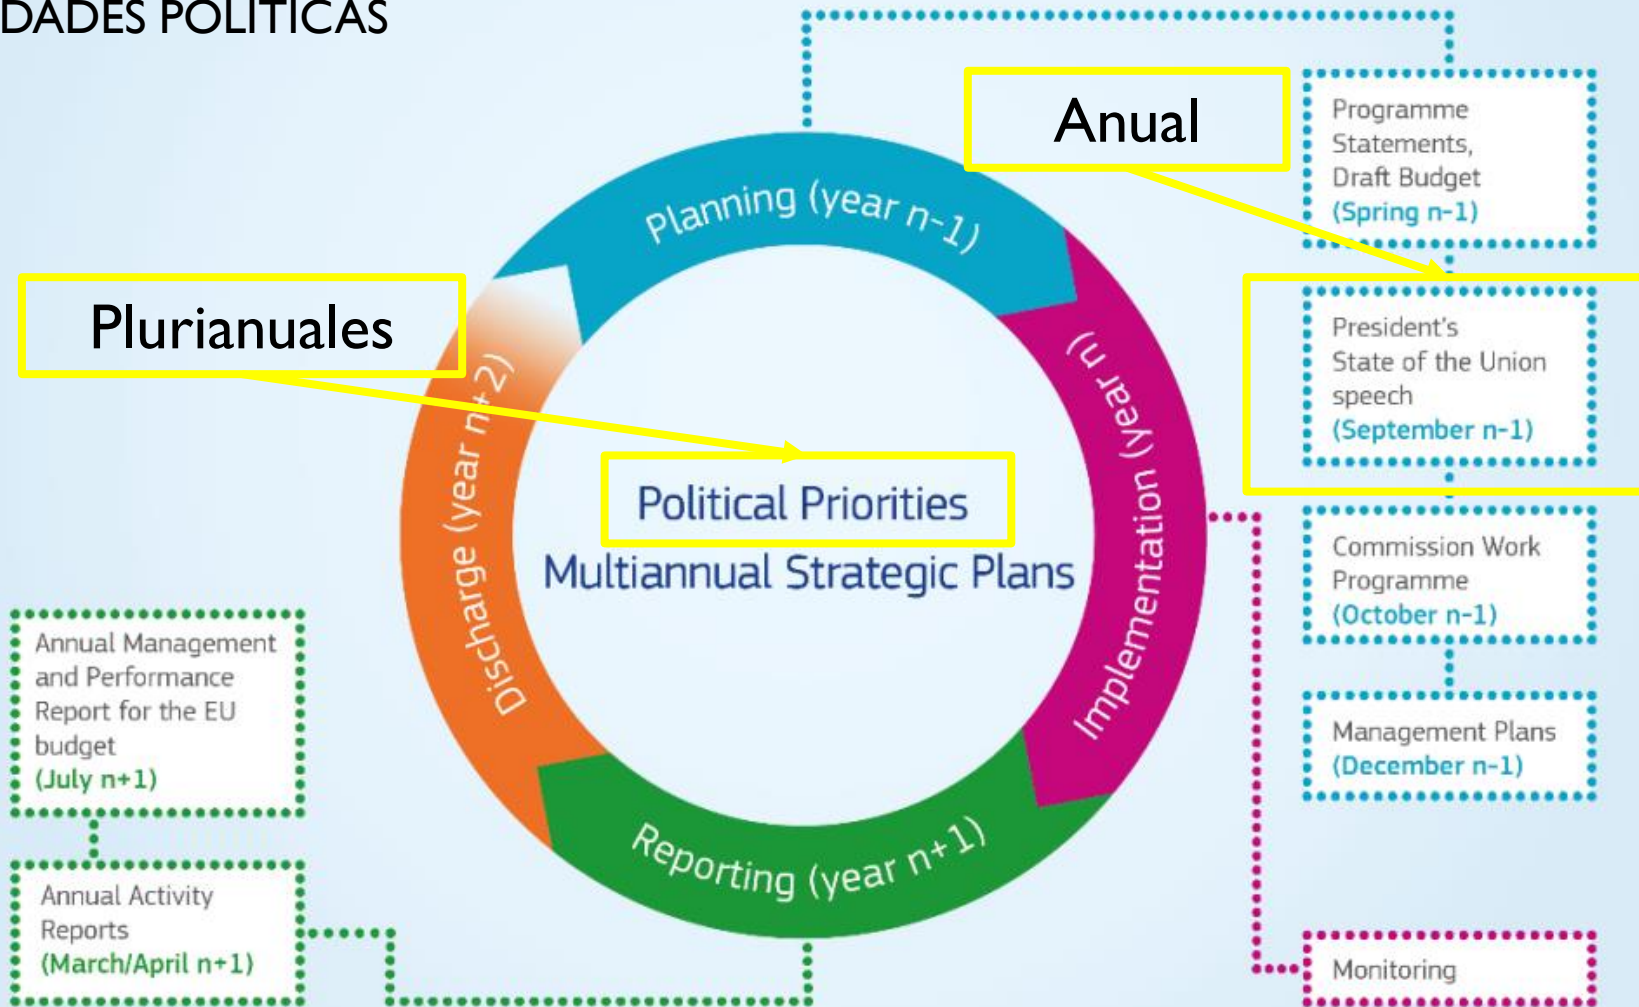 DADES POLÍTICAS
Anual
Plurianuales
Planning (year n-1)
Implementation (year n)
Reporting (year n+1)
Discharge (year n+2)
Political Priorities
Multiannual Strategic Plans
Programme
Statements,
Draft Budget
(Spring n-1)
President's
State of the Union
speech
(September n-1)
Commission Work
Programme
(October n-1)
Management Plans
(December n-1)
Monitoring
Annual Management
and Performance
Report for the EU
budget
(July n+1)
Annual Activity
Reports
(March/April n+1)